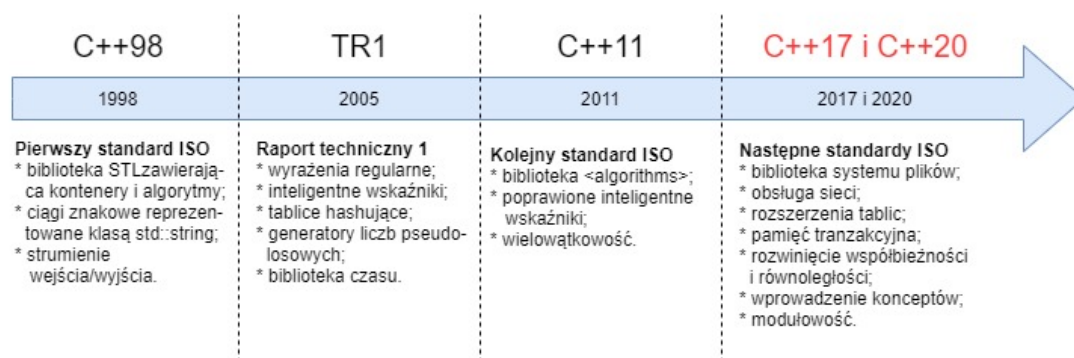 C++98
TR1
C++11
C++17 i C++20
1998
2005
2011
2017 i 2020
Pierwszy standard ISO
* biblioteka STLzawierają-
ca kontenery i algorytmy;
* ciągi znakowe reprezen-
towane klasą std::string;
* strumienie
wejścia/wyjścia.
Raport techniczny 1
* wyrażenia regularne;
* inteligentne wskaźniki;
* tablice hashujące;
* generatory liczb pseudo-
losowych;
* biblioteka czasu.
Kolejny standard ISO
* biblioteka <algorithms>;
* poprawione inteligentne
wskaźniki;
* wielowątkowość.
Następne standardy ISO
* biblioteka systemu plików;
* obsługa sieci;
* rozszerzenia tablic;
* pamięć tranzakcyjna;
* rozwinięcie współbieżności
i równoległości;
* wprowadzenie konceptów;
* modułowość.